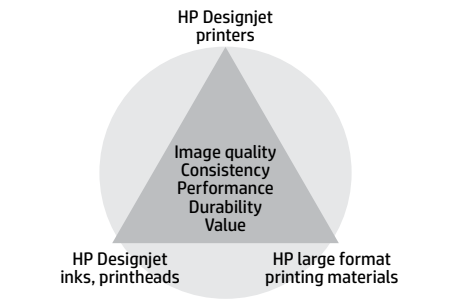 HP Designjet
printers
Image quality
Consistency
Performance
Durability
Value
HP Designjet
inks, printheads
HP large format
printing materials